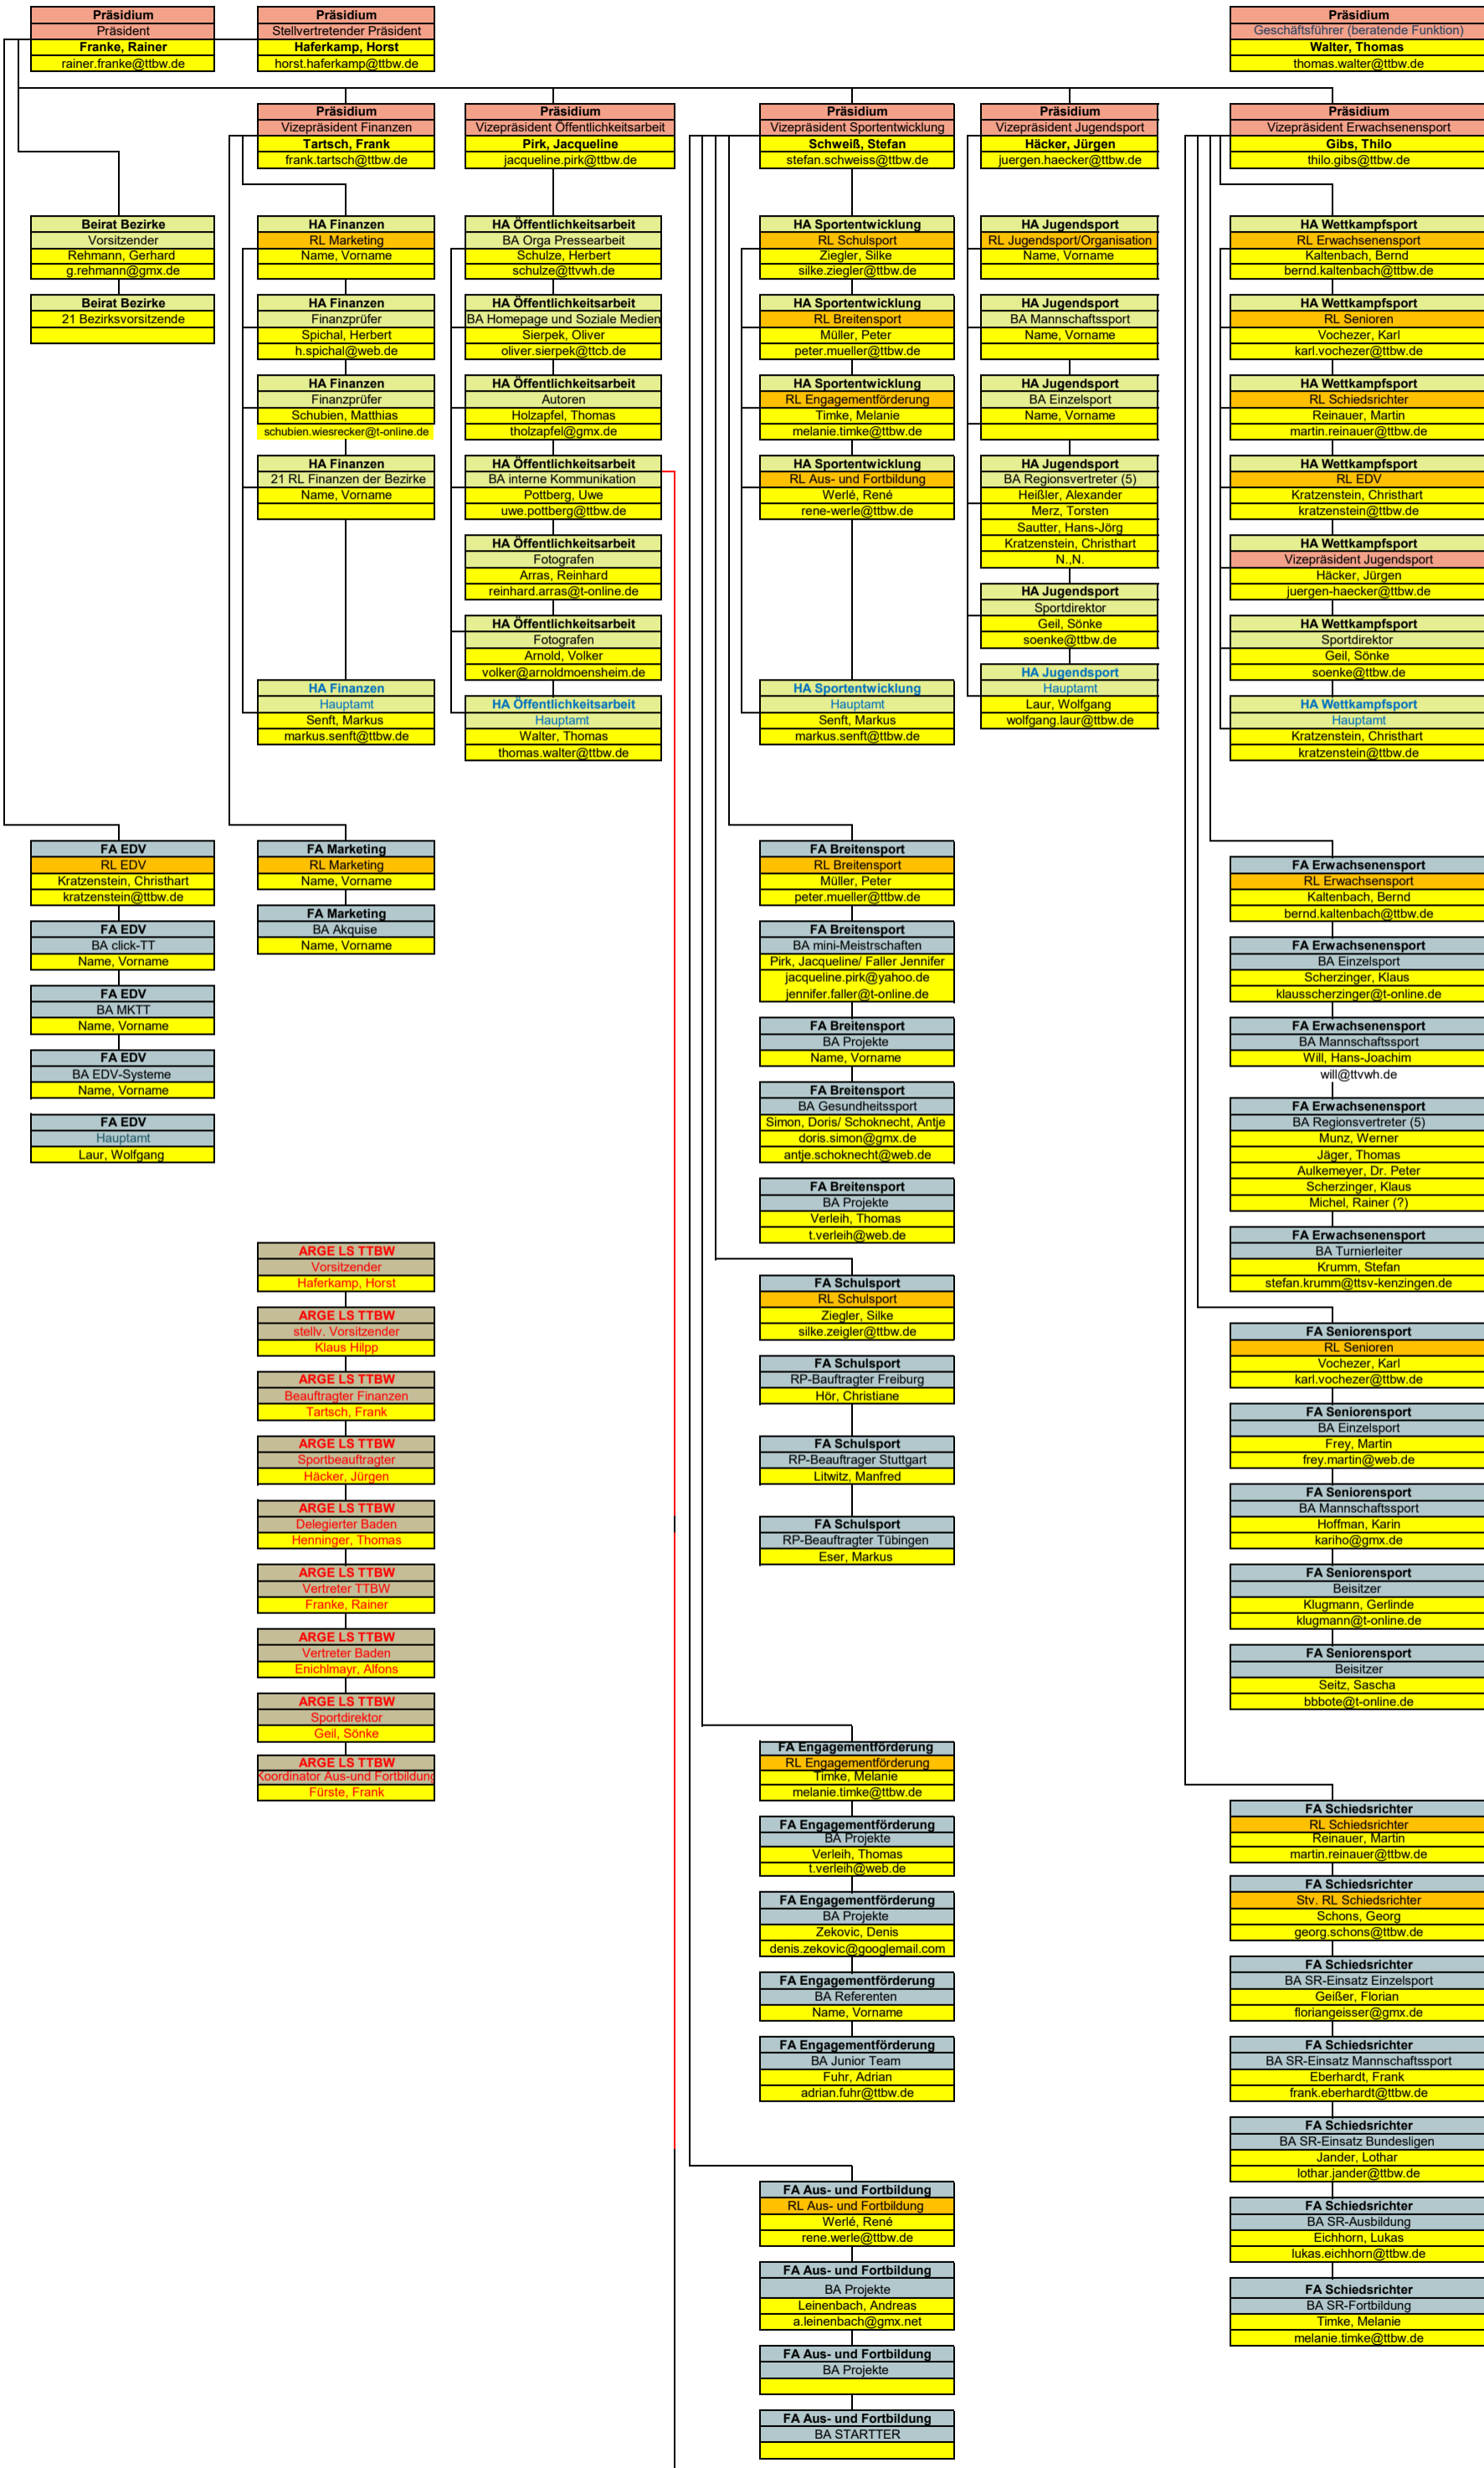 Präsidium
Präsident
Franke, Rainer
rainer.franke@ttbw.de
Präsidium
Stellvertretender Präsident
Haferkamp, Horst
horst.haferkamp@ttbw.de
Präsidium
Geschäftsführer (beratende Funktion)
Walter, Thomas
thomas.walter@ttbw.de
Präsidium
Vizepräsident Finanzen
Tartsch, Frank
frank.tartsch@ttbw.de
Präsidium
Vizepräsident Öffentlichkeitsarbeit
Pirk, Jacqueline
jacqueline.pirk@ttbw.de
Präsidium
Vizepräsident Sportentwicklung
Schweiß, Stefan
stefan.schweiss@ttbw.de
Präsidium
Vizepräsident Jugendsport
Häcker, Jürgen
juergen.haecker@ttbw.de
Präsidium
Vizepräsident Erwachsenensport
Gibs, Thilo
thilo.gibs@ttbw.de
Beirat Bezirke
Vorsitzender
Rehmann, Gerhard
g.rehmann@gmx.de
Beirat Bezirke
21 Bezirksvorsitzende
HA Finanzen
RL Marketing
Name, Vorname
HA Finanzen
Finanzprüfer
Spichal, Herbert
h.spichal@web.de
HA Finanzen
Finanzprüfer
Schubien, Matthias
schubien.wiesrecker@t-online.de
HA Finanzen
21 RL Finanzen der Bezirke
Name, Vorname
HA Finanzen
Hauptamt
Senft, Markus
markus.senft@ttbw.de
HA Öffentlichkeitsarbeit
BA Orga Pressearbeit
Schulze, Herbert
schulze@ttvwh.de
HA Öffentlichkeitsarbeit
BA Homepage und Soziale Medien
Sierpek, Oliver
oliver.sierpek@ttcb.de
HA Öffentlichkeitsarbeit
Autoren
Holzapfel, Thomas
tholzapfel@gmx.de
HA Öffentlichkeitsarbeit
BA interne Kommunikation
Pottberg, Uwe
uwe.pottberg@ttbw.de
HA Öffentlichkeitsarbeit
Fotografen
Arras, Reinhard
reinhard.arras@t-online.de
HA Öffentlichkeitsarbeit
Fotografen
Arnold, Volker
volker@arnoldmoensheim.de
HA Öffentlichkeitsarbeit
Hauptamt
Walter, Thomas
thomas.walter@ttbw.de
HA Sportentwicklung
RL Schulsport
Ziegler, Silke
silke.ziegler@ttbw.de
HA Sportentwicklung
RL Breitensport
Müller, Peter
peter.mueller@ttbw.de
HA Sportentwicklung
RL Engagementförderung
Timke, Melanie
melanie.timke@ttbw.de
HA Sportentwicklung
RL Aus- und Fortbildung
Werlé, René
rene-werle@ttbw.de
HA Sportentwicklung
Hauptamt
Senft, Markus
markus.senft@ttbw.de
HA Jugendsport
RL Jugendsport/Organisation
Name, Vorname
HA Jugendsport
BA Mannschaftssport
Name, Vorname
HA Jugendsport
BA Einzelsport
Name, Vorname
HA Jugendsport
BA Regionsvertreter (5)
Heißler, Alexander
Merz, Torsten
Sautter, Hans-Jörg
Kratzenstein, Christhart
N.,N.
HA Jugendsport
Sportdirektor
Geil, Sönke
soenke@ttbw.de
HA Jugendsport
Hauptamt
Laur, Wolfgang
wolfgang.laur@ttbw.de
HA Wettkampfsport
RL Erwachsenensport
Kaltenbach, Bernd
bernd.kaltenbach@ttbw.de
HA Wettkampfsport
RL Senioren
Vochezer, Karl
karl.vochezer@ttbw.de
HA Wettkampfsport
RL Schiedsrichter
Reinauer, Martin
martin.reinauer@ttbw.de
HA Wettkampfsport
RL EDV
Kratzenstein, Christhart
kratzenstein@ttbw.de
HA Wettkampfsport
Vizepräsident Jugendsport
Häcker, Jürgen
juergen-haecker@ttbw.de
HA Wettkampfsport
Sportdirektor
Geil, Sönke
soenke@ttbw.de
HA Wettkampfsport
Hauptamt
Kratzenstein, Christhart
kratzenstein@ttbw.de
FA EDV
RL EDV
Kratzenstein, Christhart
kratzenstein@ttbw.de
FA EDV
BA click-TT
Name, Vorname
FA EDV
BA MKTT
Name, Vorname
FA EDV
BA EDV-Systeme
Name, Vorname
FA EDV
Hauptamt
Laur, Wolfgang
FA Marketing
RL Marketing
Name, Vorname
FA Marketing
BA Akquise
Name, Vorname
ARGE LS TTBW
Vorsitzender
Haferkamp, Horst
ARGE LS TTBW
stellv. Vorsitzender
Klaus Hilpp
ARGE LS TTBW
Beauftragter Finanzen
Tartsch, Frank
ARGE LS TTBW
Sportbeauftragter
Häcker, Jürgen
ARGE LS TTBW
Delegierter Baden
Henninger, Thomas
ARGE LS TTBW
Vertreter TTBW
Franke, Rainer
ARGE LS TTBW
Vertreter Baden
Enichlmayr, Alfons
ARGE LS TTBW
Sportdirektor
Geil, Sönke
ARGE LS TTBW
Koordinator Aus-und Fortbildung
Fürste, Frank
FA Breitensport
RL Breitensport
Müller, Peter
peter.mueller@ttbw.de
FA Breitensport
BA mini-Meistrschaften
Pirk, Jacqueline/ Faller Jennifer
jacqueline.pirk@yahoo.de
jennifer.faller@t-online.de
FA Breitensport
BA Projekte
Name, Vorname
FA Breitensport
BA Gesundheitssport
Simon, Doris/ Schoknecht, Antje
doris.simon@gmx.de
antje.schoknecht@web.de
FA Breitensport
BA Projekte
Verleih, Thomas
t.verleih@web.de
FA Schulsport
RL Schulsport
Ziegler, Silke
silke.zeigler@ttbw.de
FA Schulsport
RP-Bauftragter Freiburg
Hör, Christiane
FA Schulsport
RP-Beauftrager Stuttgart
Litwitz, Manfred
FA Schulsport
RP-Beauftragter Tübingen
Eser, Markus
FA Engagementförderung
RL Engagementförderung
Timke, Melanie
melanie.timke@ttbw.de
FA Engagementförderung
BA Projekte
Verleih, Thomas
t.verleih@web.de
FA Engagementförderung
BA Projekte
Zekovic, Denis
denis.zekovic@googlemail.com
FA Engagementförderung
BA Referenten
Name, Vorname
FA Engagementförderung
BA Junior Team
Fuhr, Adrian
adrian.fuhr@ttbw.de
FA Aus- und Fortbildung
RL Aus- und Fortbildung
Werlé, René
rene.werle@ttbw.de
FA Aus- und Fortbildung
BA Projekte
Leinenbach, Andreas
a.leinenbach@gmx.net
FA Aus- und Fortbildung
BA Projekte
FA Aus- und Fortbildung
BA STARTTER
FA Erwachsenensport
RL Erwachsensport
Kaltenbach, Bernd
bernd.kaltenbach@ttbw.de
FA Erwachsenensport
BA Einzelsport
Scherzinger, Klaus
klausscherzinger@t-online.de
FA Erwachsenensport
BA Mannschaftssport
Will, Hans-Joachim
will@ttvwh.de
FA Erwachsenensport
BA Regionsvertreter (5)
Munz, Werner
Jäger, Thomas
Aulkemeyer, Dr. Peter
Scherzinger, Klaus
Michel, Rainer (?)
FA Erwachsenensport
BA Turnierleiter
Krumm, Stefan
stefan.krumm@ttsv-kenzingen.de
FA Seniorensport
RL Senioren
Vochezer, Karl
karl.vochezer@ttbw.de
FA Seniorensport
BA Einzelsport
Frey, Martin
frey.martin@web.de
FA Seniorensport
BA Mannschaftssport
Hoffman, Karin
kariho@gmx.de
FA Seniorensport
Beisitzer
Klugmann, Gerlinde
klugmann@t-online.de
FA Seniorensport
Beisitzer
Seitz, Sascha
bbbote@t-online.de
FA Schiedsrichter
RL Schiedsrichter
Reinauer, Martin
martin.reinauer@ttbw.de
FA Schiedsrichter
Stv. RL Schiedsrichter
Schons, Georg
georg.schons@ttbw.de
FA Schiedsrichter
BA SR-Einsatz Einzelsport
Geißer, Florian
floriangeisser@gmx.de
FA Schiedsrichter
BA SR-Einsatz Mannschaftssport
Eberhardt, Frank
frank.eberhardt@ttbw.de
FA Schiedsrichter
BA SR-Einsatz Bundesligen
Jander, Lothar
lothar.jander@ttbw.de
FA Schiedsrichter
BA SR-Ausbildung
Eichhorn, Lukas
lukas.eichhorn@ttbw.de
FA Schiedsrichter
BA SR-Fortbildung
Timke, Melanie
melanie.timke@ttbw.de